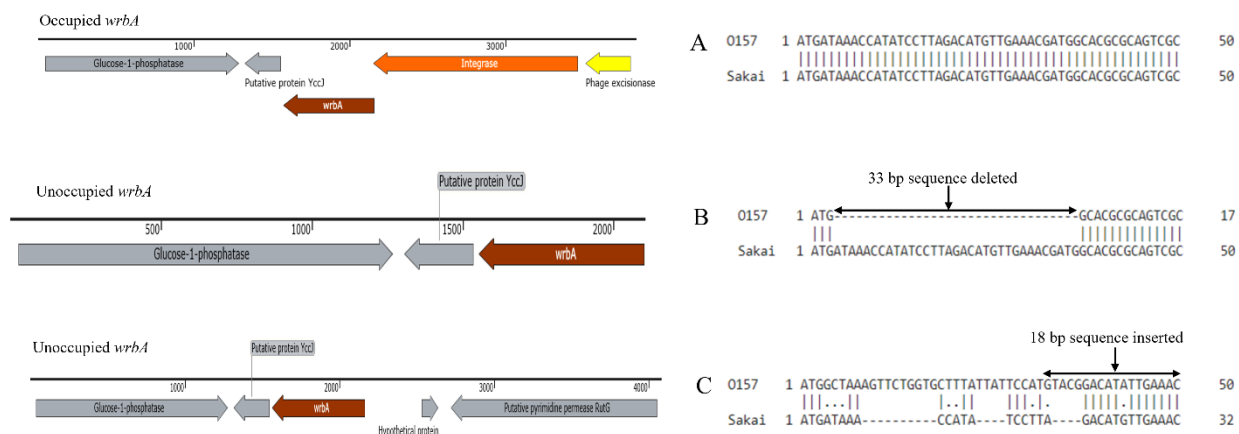 Occupied wrbA
1000 2000 3000
Glucose-1-phosphatase Integrase
Putative protein YccJ Phage excisionase
wrbA
A
O157 1 ATGATAAACCATATCCTTAGACATGTTGAAACGATGGCACGCGCAGTCGC 50
Sakai 1 ATGATAAACCATATCCTTAGACATGTTGAAACGATGGCACGCGCAGTCGC 50
Unoccupied wrbA
Putative protein YccJ
500 1000 1500 2000
Glucose-1-phosphatase wrbA
33 bp sequence deleted
B
O157 1 ATG---------------------------------GCACGCGCAGTCGC 17
Sakai 1 ATGATAAACCATATCCTTAGACATGTTGAAACGATGGCACGCGCAGTCGC 50
Unoccupied wrbA
Putative protein YccJ
1000 2000 3000 4000
Glucose-1-phosphatase wrbA Putative pyrimidine permease RutG
Hypothetical protein
18 bp sequence inserted
C
O157 1 ATGGCTAAAGTTCTGGTGCTTTATTATTCCATGTACGGACATATTGAAAC 50
Sakai 1 ATGATAAA----------CCATA----TCCTTA----GACATGTTGAAAC 32